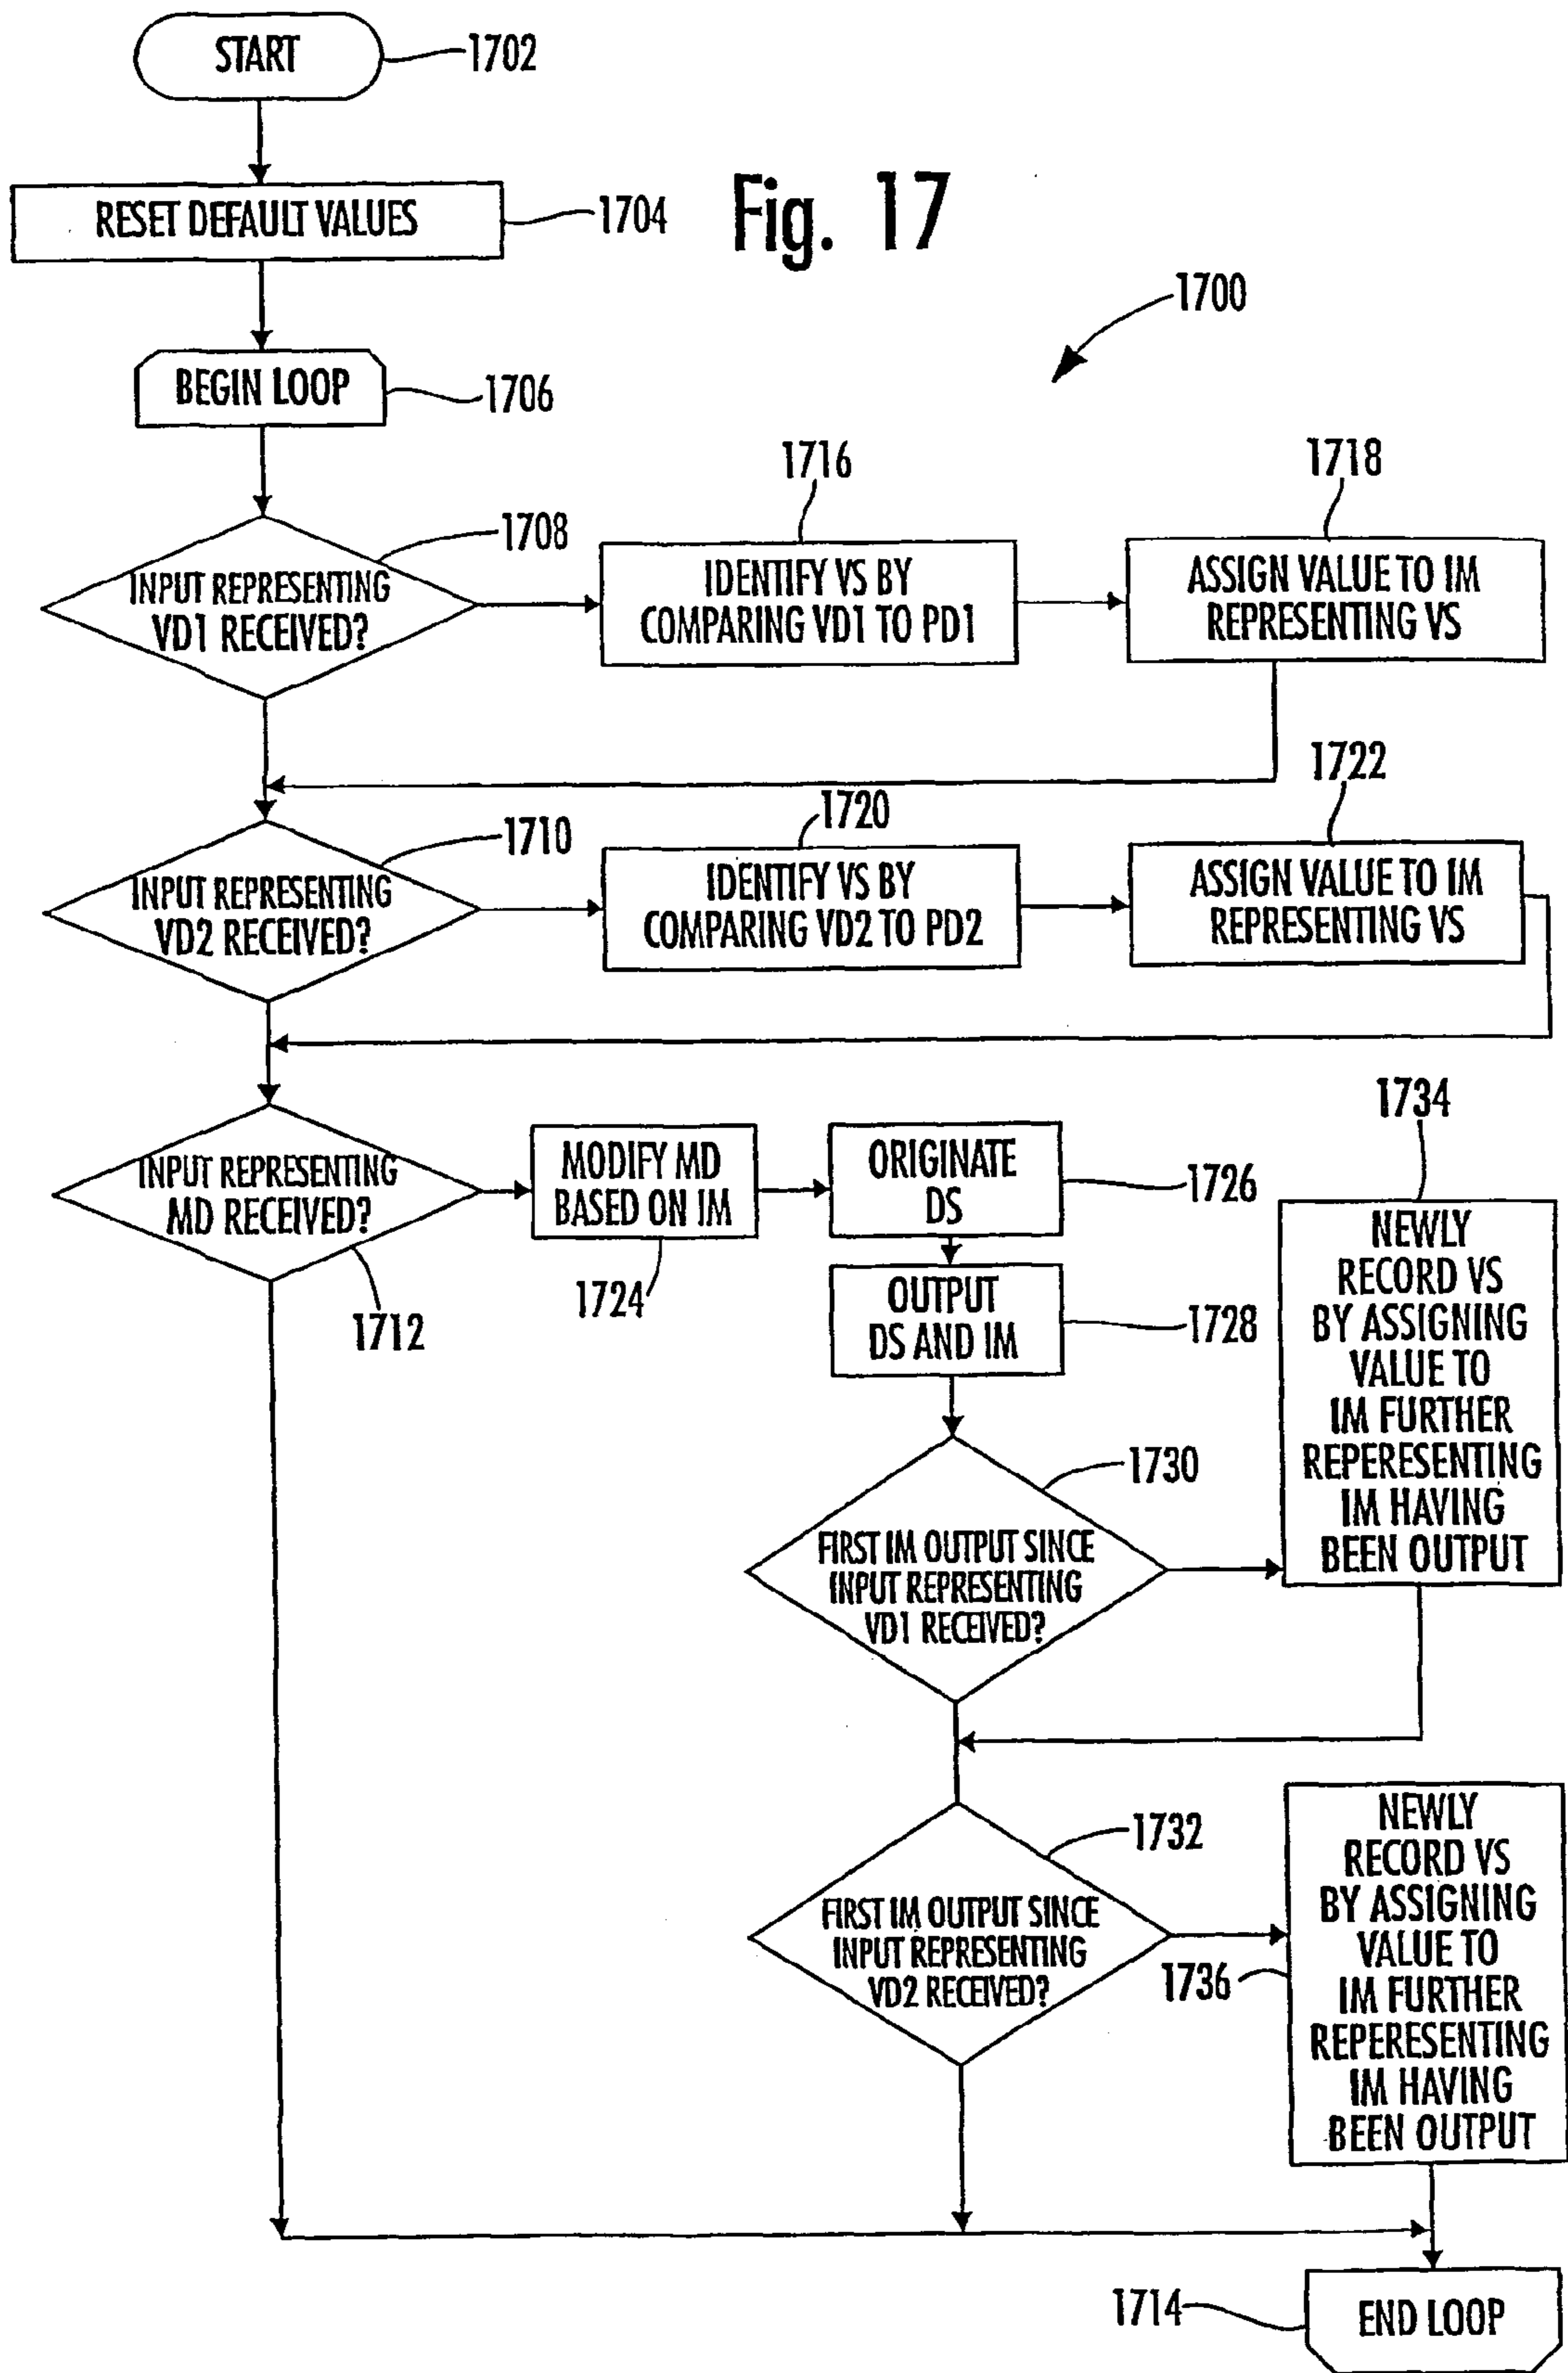 START
1702
RESET DEFAULT VALUES
1704
Fig. 17
1700
BEGIN LOOP
1706
1708
INPUT REPRESENTING
VD1 RECEIVED?
1716
IDENTIFY VS BY
COMPARING VD1 TO PD1
1718
ASSIGN VALUE TO IM
REPRESENTING VS
1710
INPUT REPRESENTING
VD2 RECEIVED?
1720
IDENTIFY VS BY
COMPARING VD2 TO PD2
1722
ASSIGN VALUE TO IM
REPRESENTING VS
INPUT REPRESENTING
MD RECEIVED?
1712
MODIFY MD
BASED ON IM
1724
ORIGINATE
DS
1726
OUTPUT
DS AND IM
1728
1730
FIRST IM OUTPUT SINCE
INPUT REPRESENTING
VD1 RECEIVED?
1734
NEWLY
RECORD VS
BY ASSIGNING
VALUE TO
IM FURTHER
REPERESENTING
IM HAVING
BEEN OUTPUT
1732
FIRST IM OUTPUT SINCE
INPUT REPRESENTING
VD2 RECEIVED?
1736
NEWLY
RECORD VS
BY ASSIGNING
VALUE TO
IM FURTHER
REPERESENTING
IM HAVING
BEEN OUTPUT
1714
END LOOP